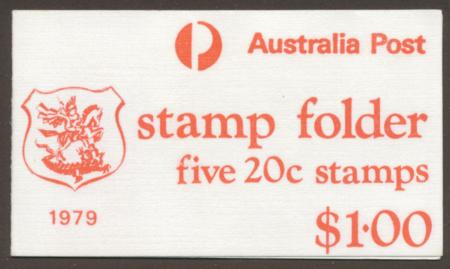 Australia Post
stamp folder
five 20c stamps
1979
$1·00